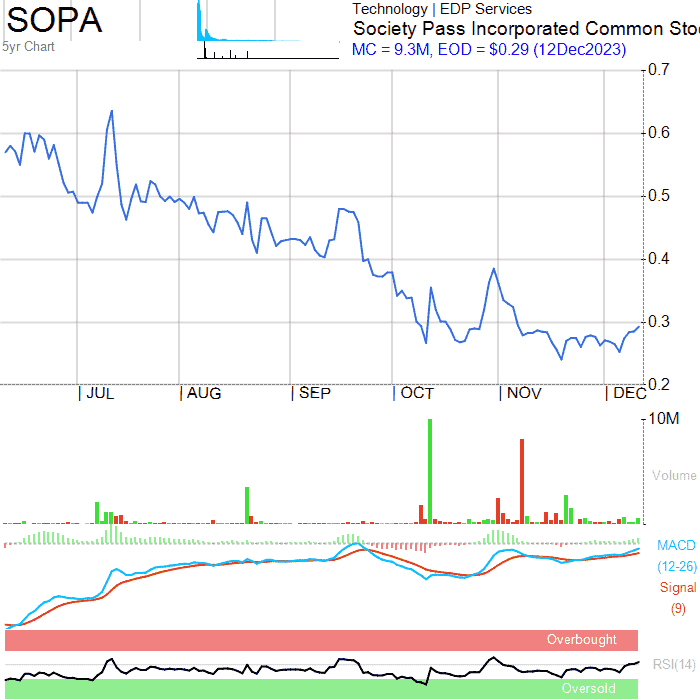 SOPA
5yr Chart
Technology | EDP Services
Society Pass Incorporated Common Sto
MC = 9.3M, EOD = $0.29 (12Dec2023)
0.7
0.6
0.5
0.4
0.3
0.2
JUL AUG SEP OCT NOV DEC
10M
Volume
MACD
(12-26)
Signal
(9)
Overbought
RSI(14)
Oversold